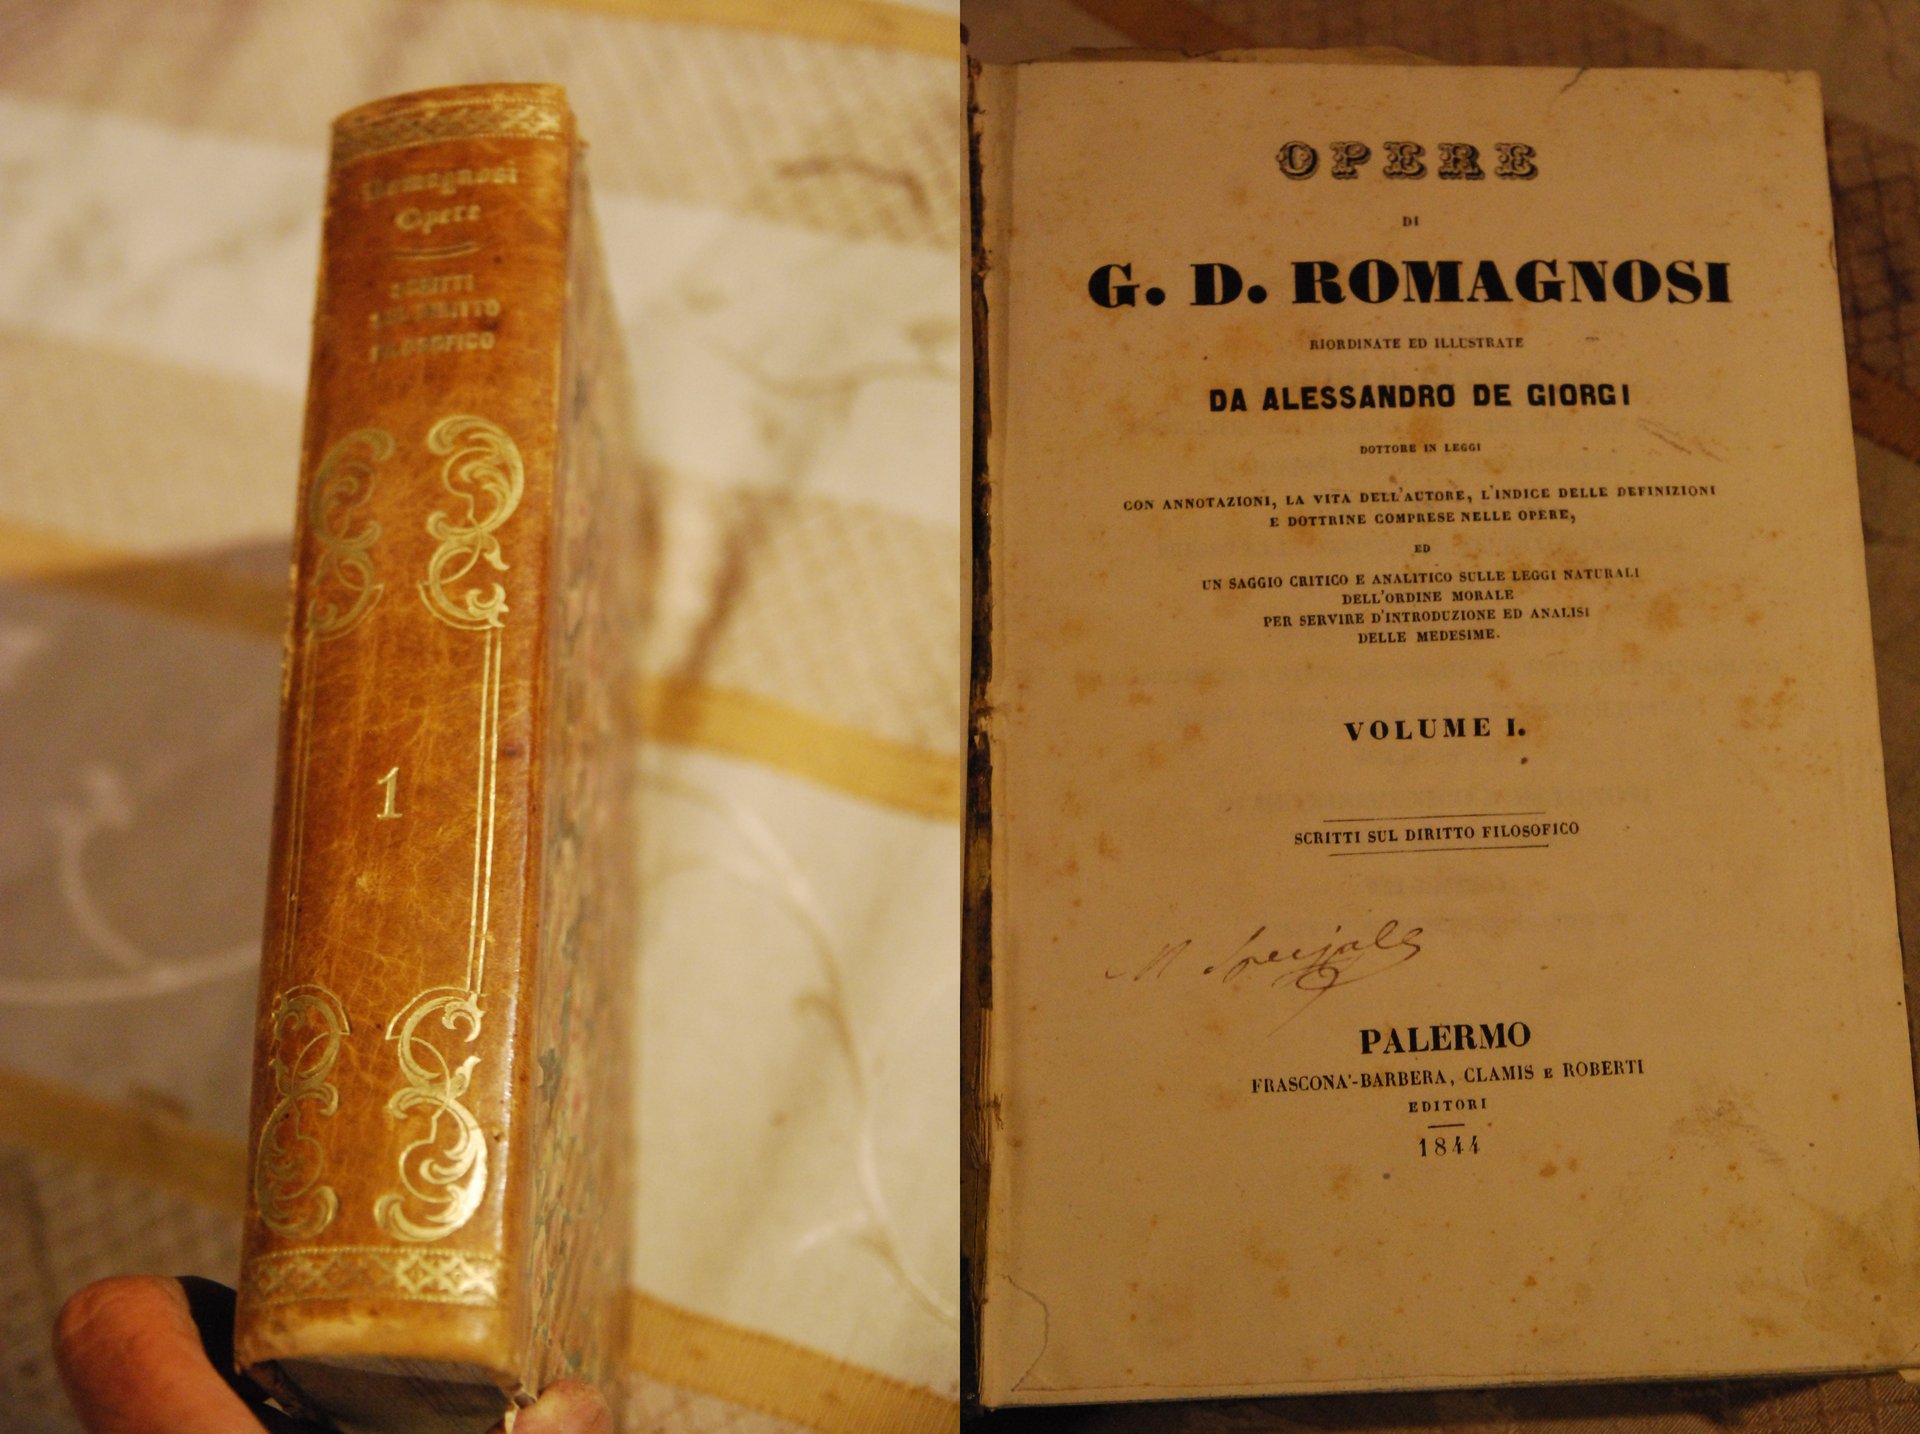 Romagnosi
Opere
SCRITTI
SUL DIRITTO
FILOSOFICO
1
OPERE
DI
G. D. ROMAGNOSI
RIORDINATE ED ILLUSTRATE
DA ALESSANDRO DE GIORGI
DOTTORE IN LEGGI
CON ANNOTAZIONI, LA VITA DELL'AUTORE, L'INDICE DELLE DEFINIZIONI
E DOTTRINE COMPRESE NELLE OPERE,
ED
UN SAGGIO CRITICO E ANALITICO SULLE LEGGI NATURALI
DELL'ORDINE MORALE
PER SERVIRE D'INTRODUZIONE ED ANALISI
DELLE MEDESIME.
VOLUME I.
SCRITTI SUL DIRITTO FILOSOFICO
PALERMO
FRASCONA'-BARBERA, CLAMIS E ROBERTI
EDITORI
1844